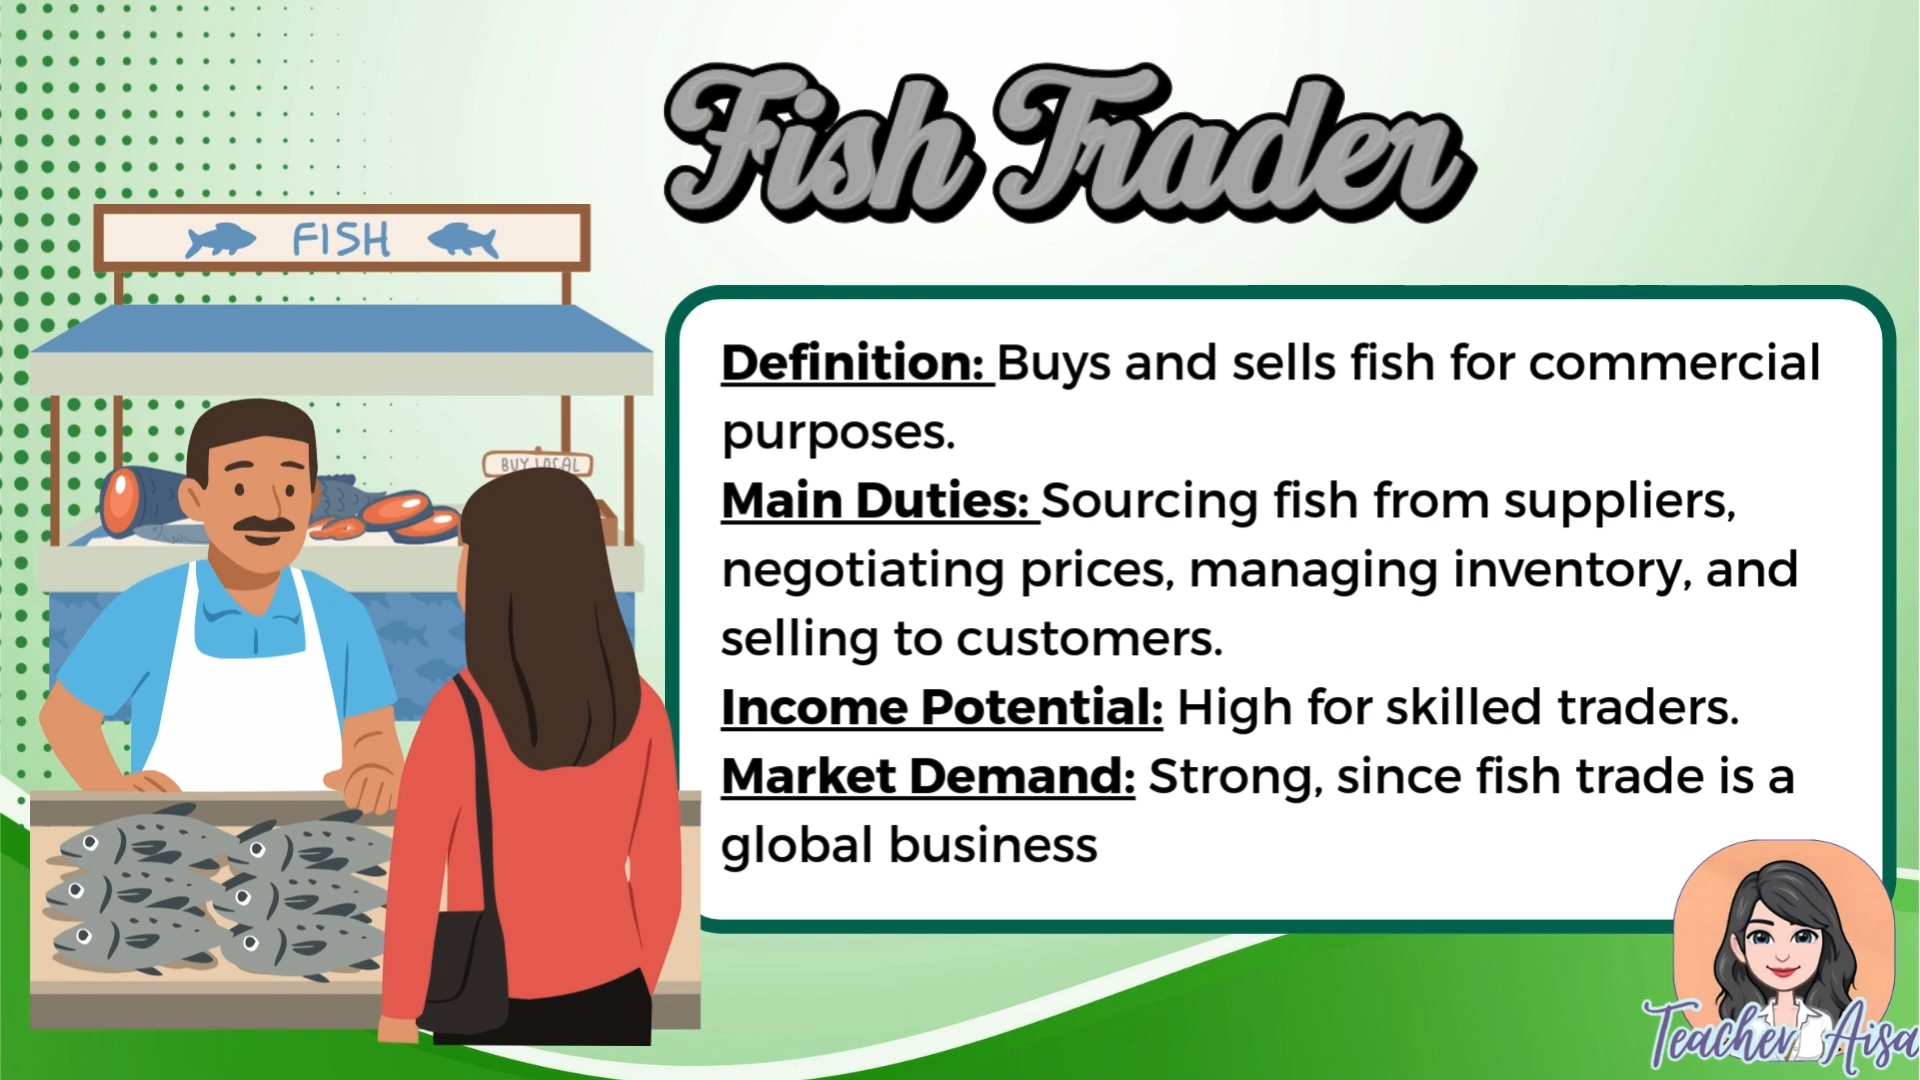 Fish Trader
FISH
BUY LOCAL
Definition: Buys and sells fish for commercial
purposes.
Main Duties: Sourcing fish from suppliers,
negotiating prices, managing inventory, and
selling to customers.
Income Potential: High for skilled traders.
Market Demand: Strong, since fish trade is a
global business
Teacher Aisa